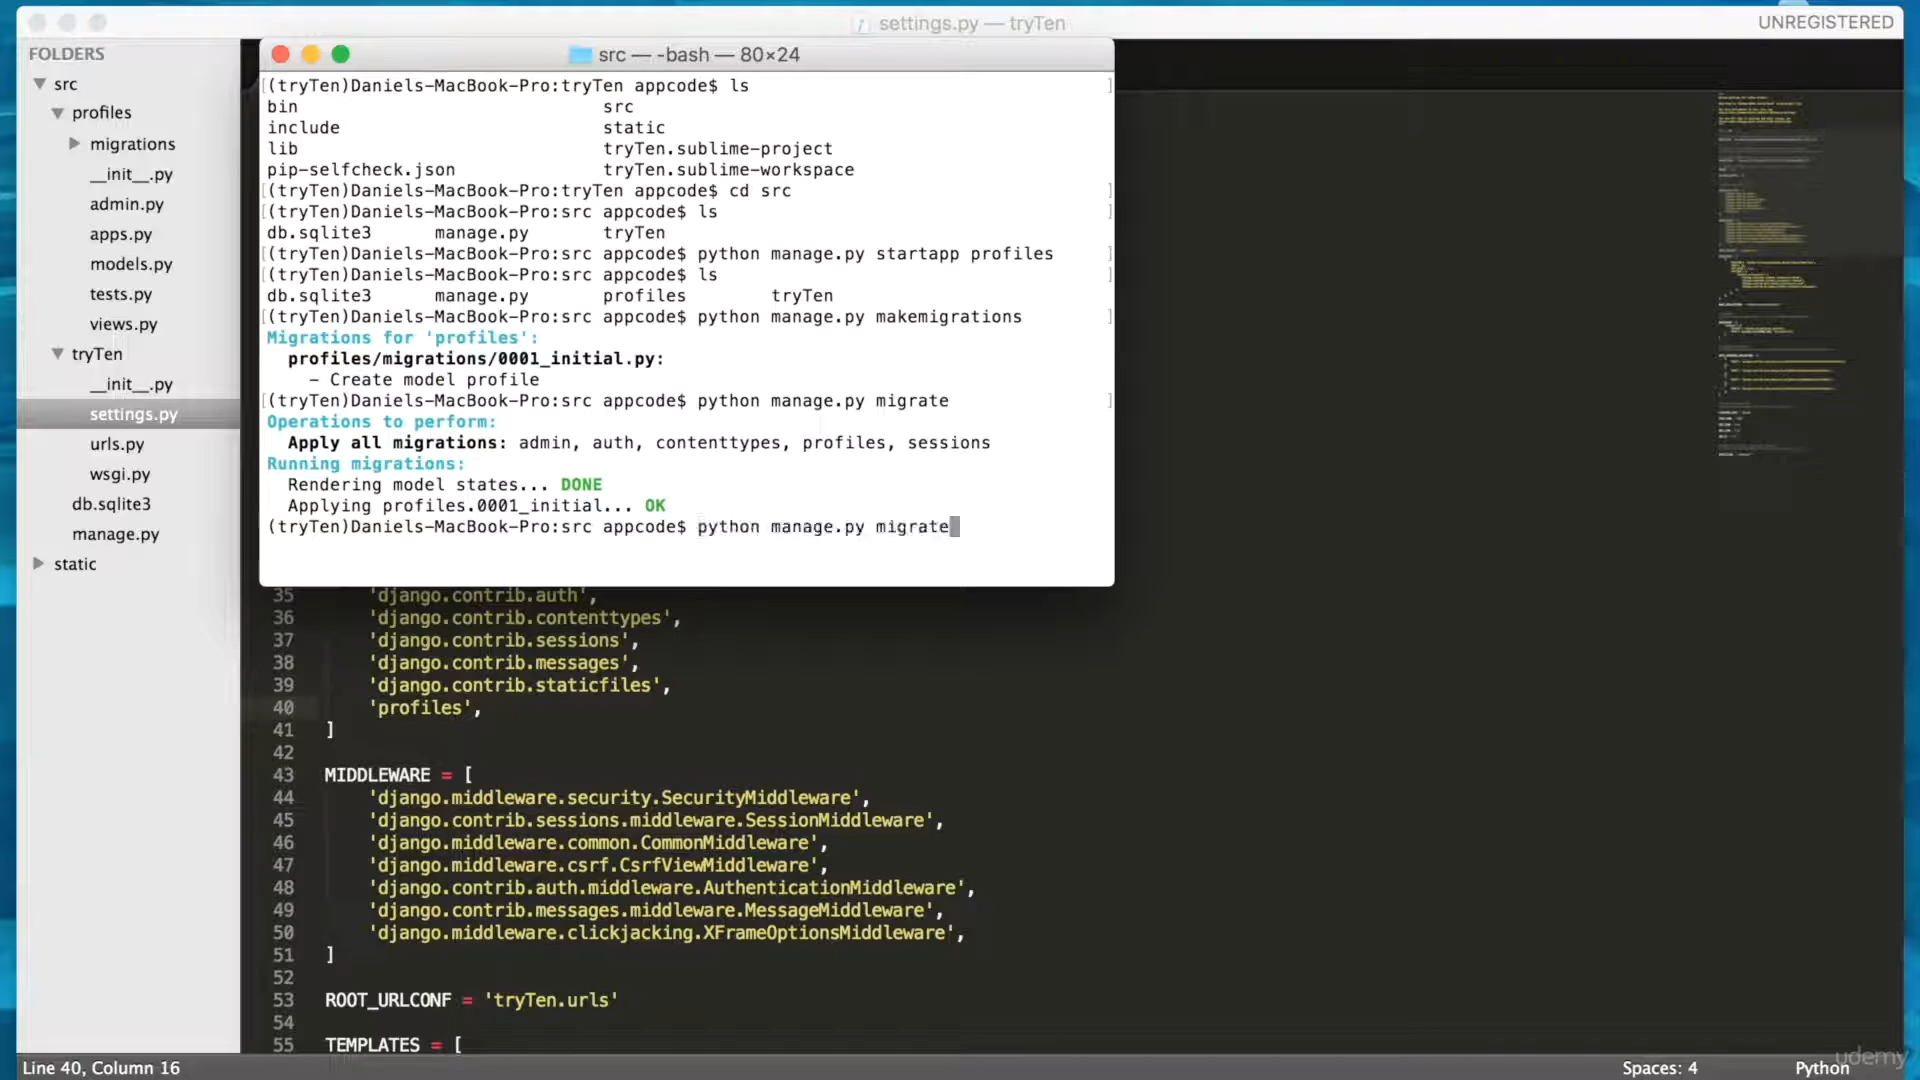 settings.py — tryTen
UNREGISTERED
FOLDERS
src
profiles
migrations
__init__.py
admin.py
apps.py
models.py
tests.py
views.py
tryTen
__init__.py
settings.py
urls.py
wsgi.py
db.sqlite3
manage.py
static
src — -bash — 80×24
[(tryTen)Daniels-MacBook-Pro:tryTen appcode$ ls ]
bin src
include static
lib tryTen.sublime-project
pip-selfcheck.json tryTen.sublime-workspace
[(tryTen)Daniels-MacBook-Pro:tryTen appcode$ cd src ]
[(tryTen)Daniels-MacBook-Pro:src appcode$ ls ]
db.sqlite3 manage.py tryTen
[(tryTen)Daniels-MacBook-Pro:src appcode$ python manage.py startapp profiles ]
[(tryTen)Daniels-MacBook-Pro:src appcode$ ls ]
db.sqlite3 manage.py profiles tryTen
[(tryTen)Daniels-MacBook-Pro:src appcode$ python manage.py makemigrations ]
Migrations for 'profiles':
profiles/migrations/0001_initial.py:
- Create model profile
[(tryTen)Daniels-MacBook-Pro:src appcode$ python manage.py migrate ]
Operations to perform:
Apply all migrations: admin, auth, contenttypes, profiles, sessions
Running migrations:
Rendering model states... DONE
Applying profiles.0001_initial... OK
(tryTen)Daniels-MacBook-Pro:src appcode$ python manage.py migrate
35 'django.contrib.auth',
36 'django.contrib.contenttypes',
37 'django.contrib.sessions',
38 'django.contrib.messages',
39 'django.contrib.staticfiles',
40 'profiles',
41 ]
42
43 MIDDLEWARE = [
44 'django.middleware.security.SecurityMiddleware',
45 'django.contrib.sessions.middleware.SessionMiddleware',
46 'django.middleware.common.CommonMiddleware',
47 'django.middleware.csrf.CsrfViewMiddleware',
48 'django.contrib.auth.middleware.AuthenticationMiddleware',
49 'django.contrib.messages.middleware.MessageMiddleware',
50 'django.middleware.clickjacking.XFrameOptionsMiddleware',
51 ]
52
53 ROOT_URLCONF = 'tryTen.urls'
54
55 TEMPLATES = [
Line 40, Column 16
Spaces: 4
Python
udemy